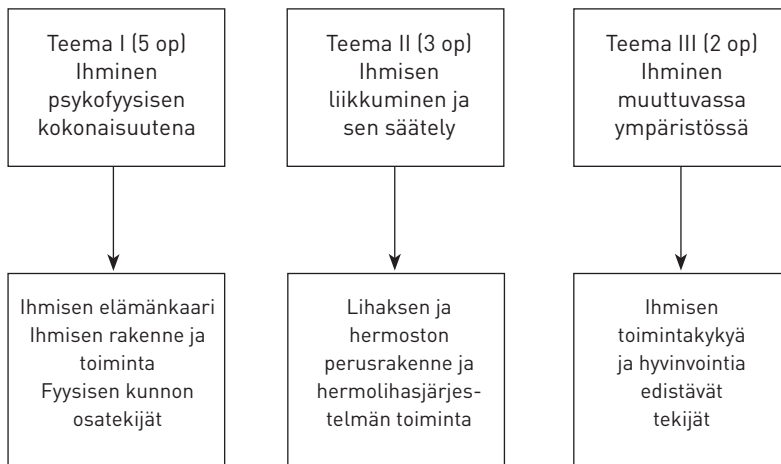 Teema I (5 op)
Ihminen
psykofyysisen
kokonaisuutena
Teema II (3 op)
Ihmisen
liikkuminen ja
sen säätely
Teema III (2 op)
Ihminen
muuttuvassa
ympäristössä
Ihmisen elämänkaari
Ihmisen rakenne ja
toiminta
Fyysisen kunnon
osatekijät
Lihaksen ja
hermoston
perusrakenne ja
hermolihasjärjes-
telmän toiminta
Ihmisen
toimintakykyä
ja hyvinvointia
edistävät
tekijät